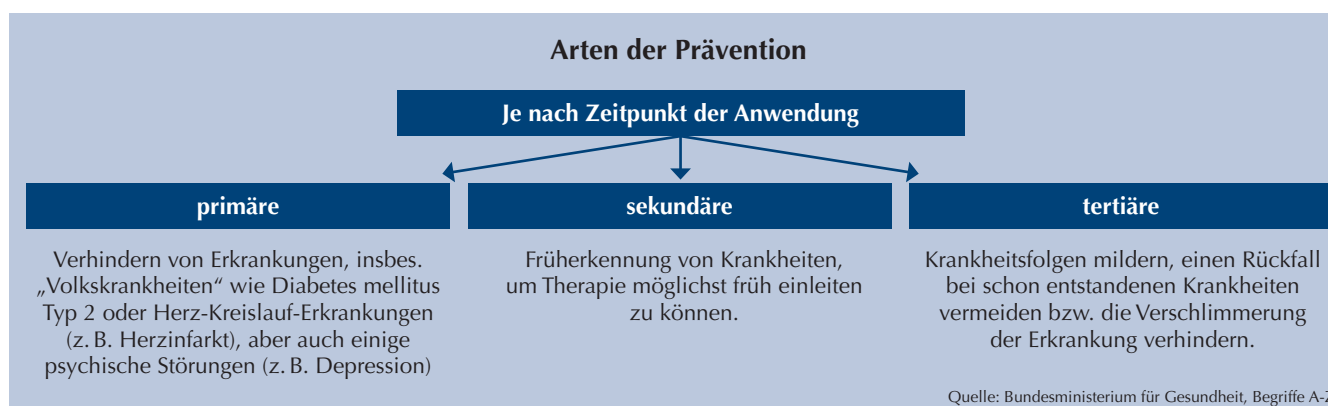 Arten der Prävention
Je nach Zeitpunkt der Anwendung
primäre
Verhindern von Erkrankungen, insbes.
„Volkskrankheiten“ wie Diabetes mellitus
Typ 2 oder Herz-Kreislauf-Erkrankungen
(z. B. Herzinfarkt), aber auch einige
psychische Störungen (z. B. Depression)
sekundäre
Früherkennung von Krankheiten,
um Therapie möglichst früh einleiten
zu können.
tertiäre
Krankheitsfolgen mildern, einen Rückfall
bei schon entstandenen Krankheiten
vermeiden bzw. die Verschlimmerung
der Erkrankung verhindern.
Quelle: Bundesministerium für Gesundheit, Begriffe A-Z